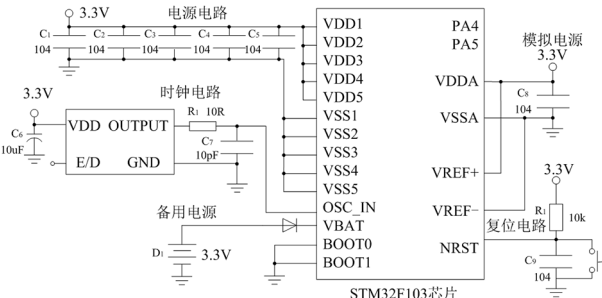 3.3V
电源电路
C1
C2
C3
C4
C5
104
104
104
104
104
VDD1
VDD2
VDD3
VDD4
VDD5
VSS1
VSS2
VSS3
VSS4
VSS5
OSC_IN
VBAT
BOOT0
BOOT1
PA4
PA5
VDDA
VSSA
VREF+
VREF−
NRST
模拟电源
3.3V
C8
104
3.3V
时钟电路
C6
10uF
VDD OUTPUT
E/D GND
R1 10R
C7
10pF
备用电源
D1
3.3V
3.3V
R1
10k
复位电路
C9
104
STM32F103芯片